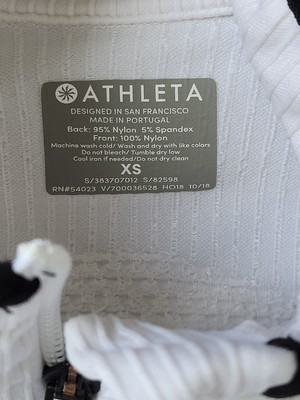 ATHLETA
DESIGNED IN SAN FRANCISCO
MADE IN PORTUGAL
Back: 95% Nylon 5% Spandex
Front: 100% Nylon
Machine wash cold/ Wash and dry with like colors
Do not bleach/ Tumble dry low
Cool iron if needed/Do not dry clean
XS
S/383707012 S/82598
RN#54023 V/700036528 HO18 10/18